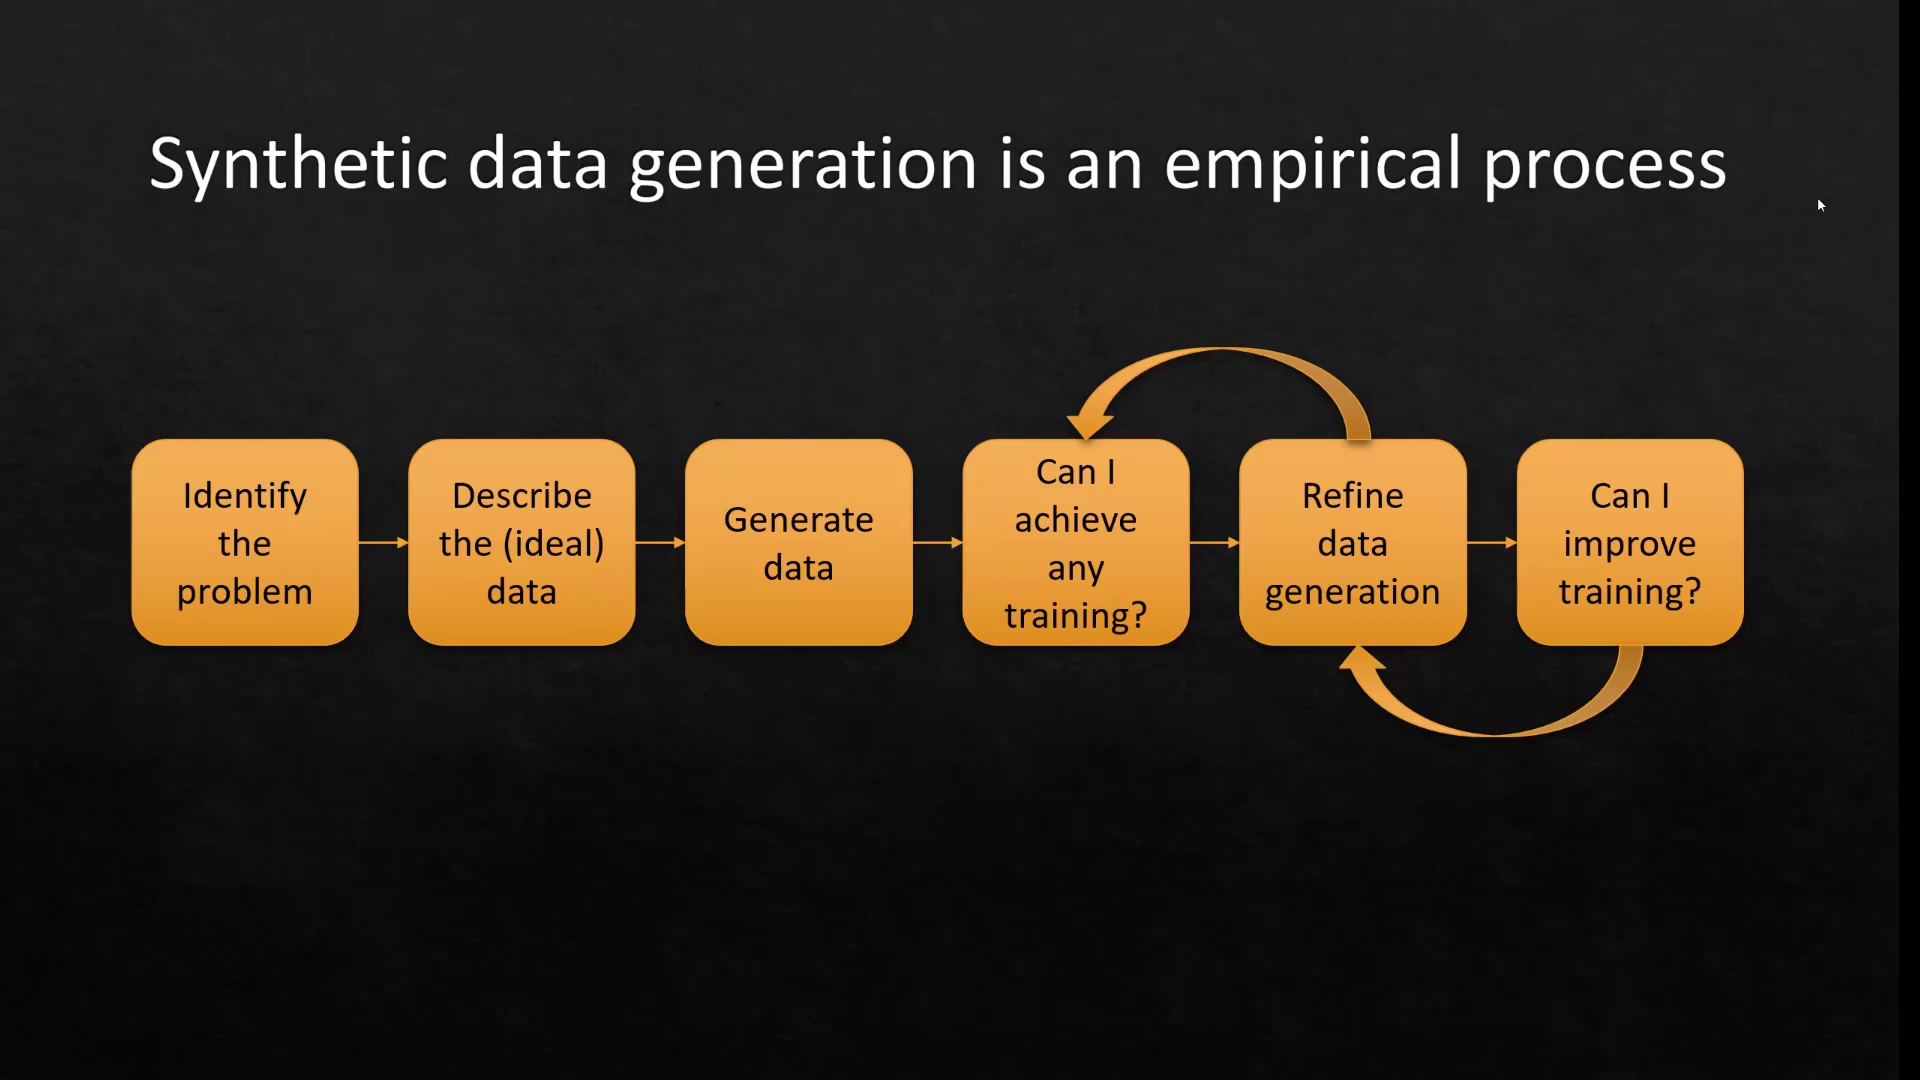 Synthetic data generation is an empirical process
Identify
the
problem
Describe
the (ideal)
data
Generate
data
Can I
achieve
any
training?
Refine
data
generation
Can I
improve
training?